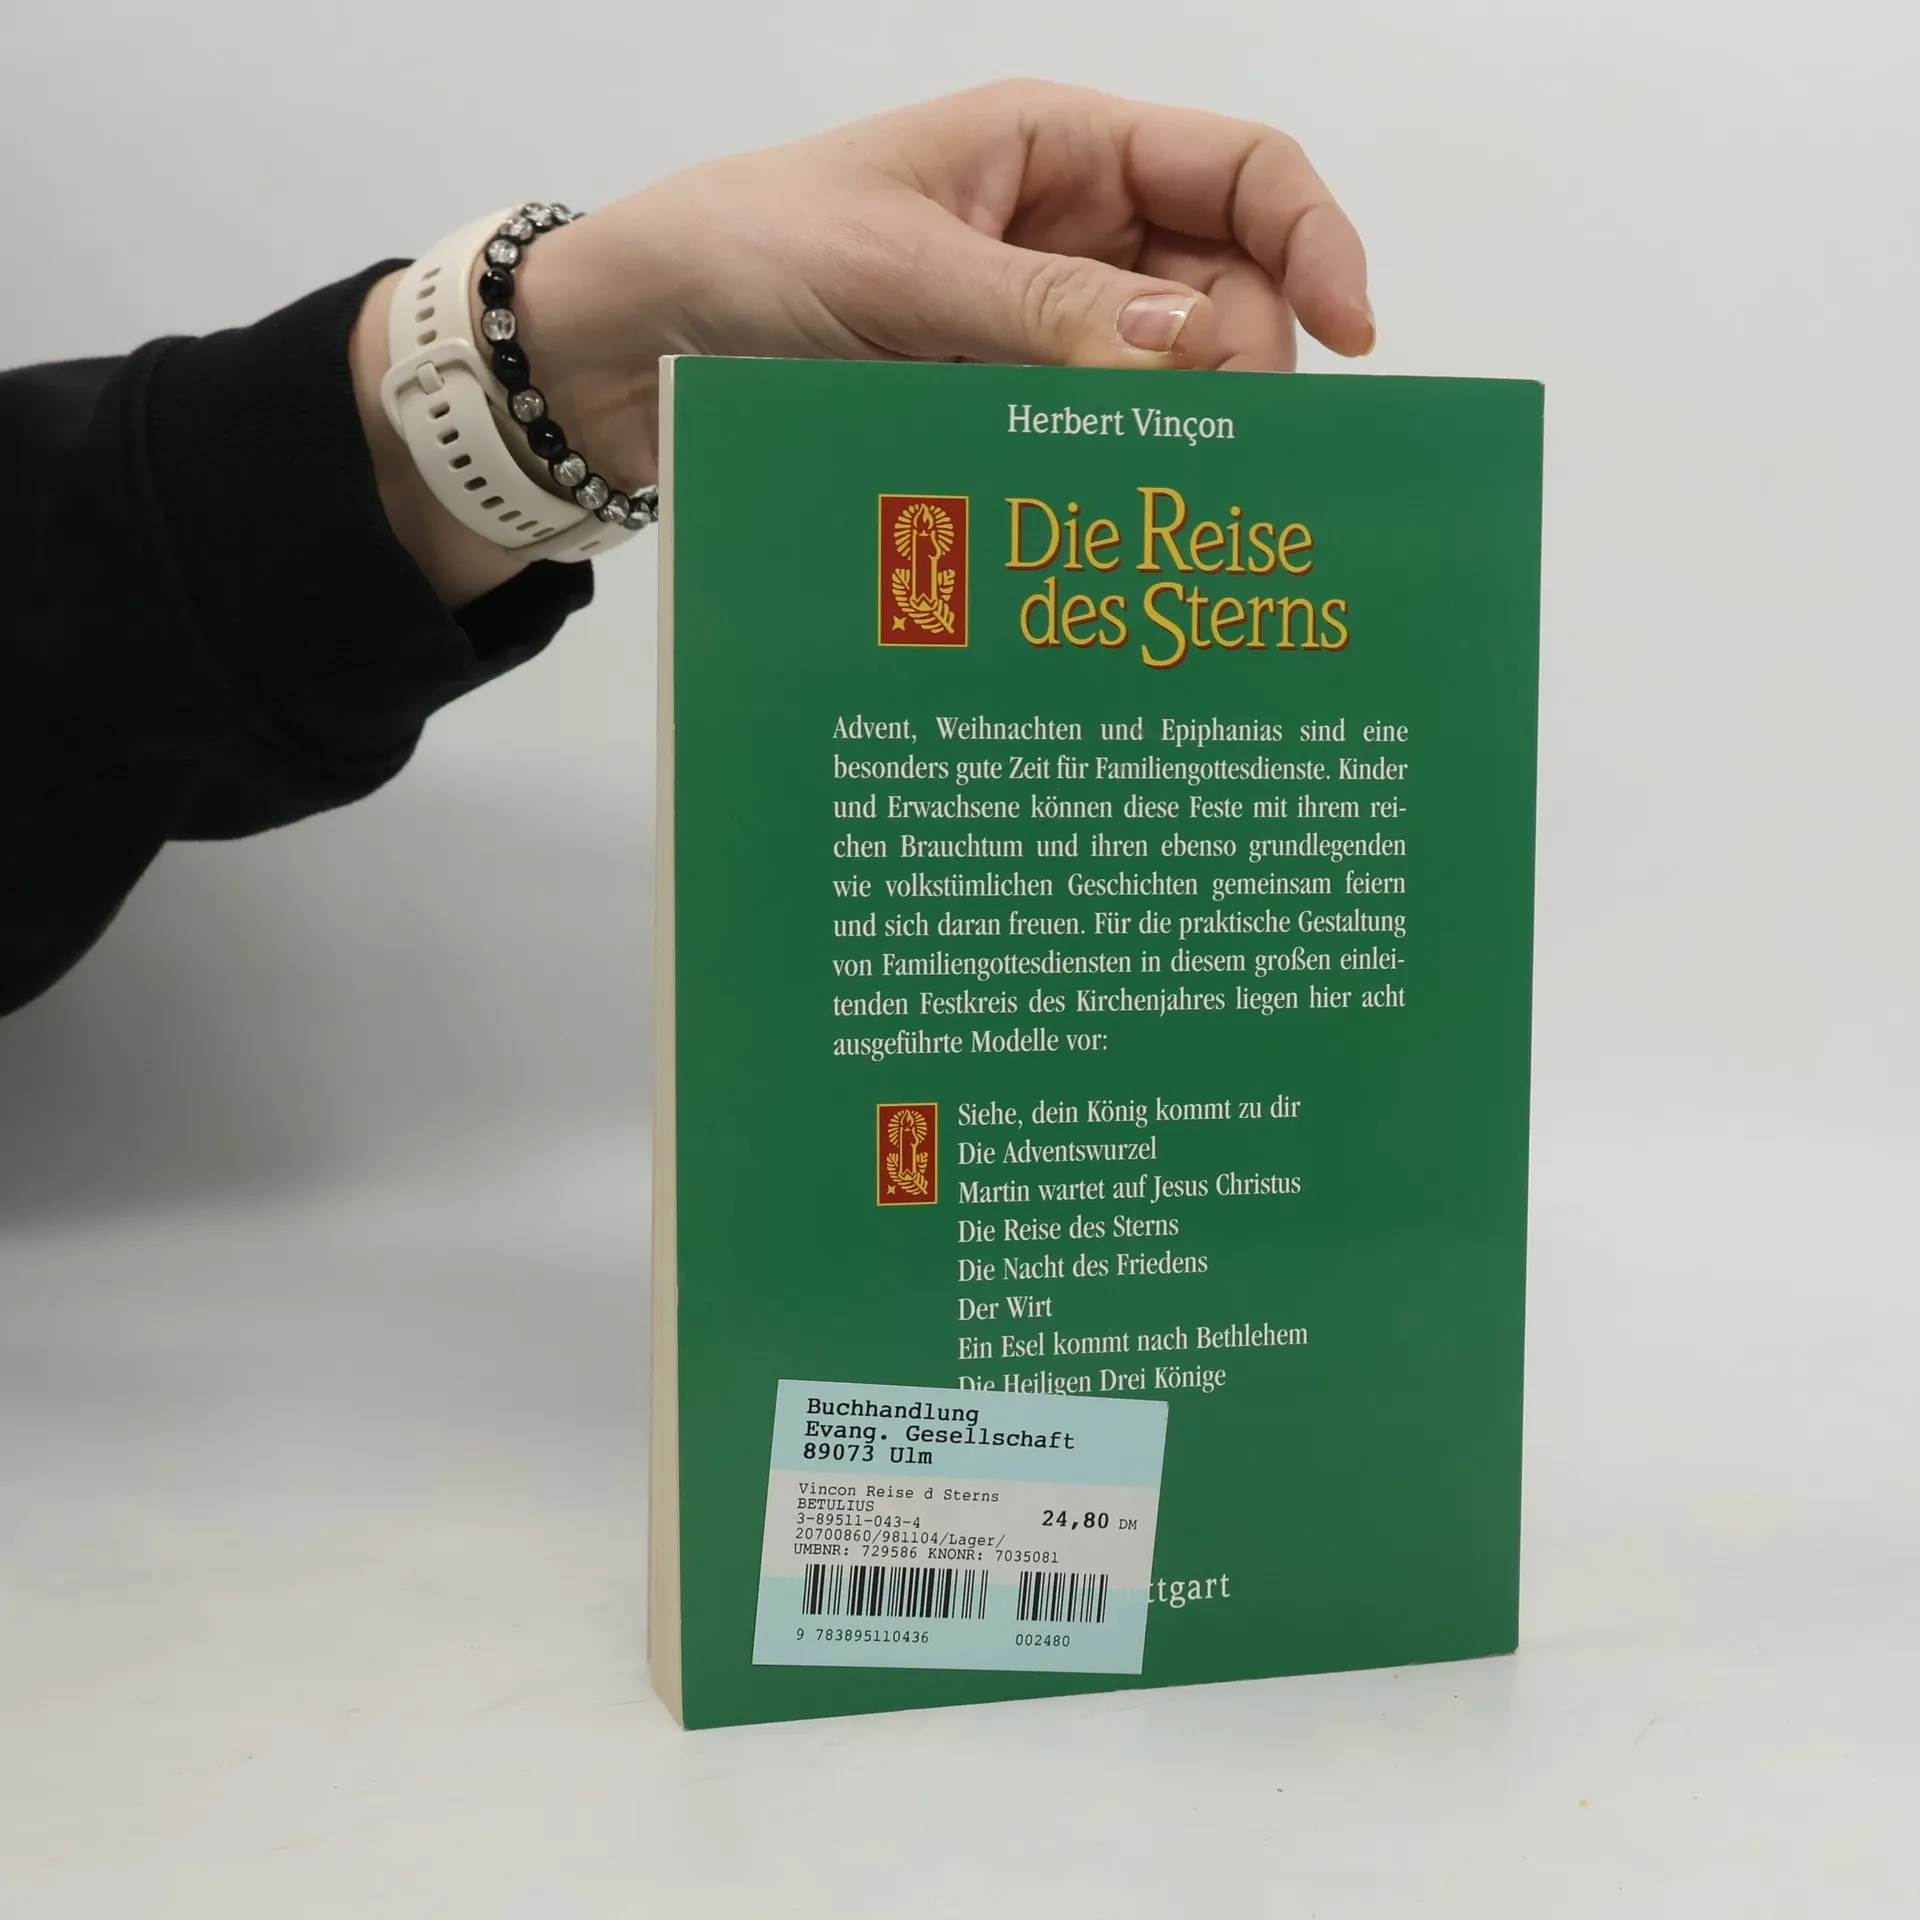 Herbert Vinçon
Die Reise
des Sterns
Advent, Weihnachten und Epiphanias sind eine
besonders gute Zeit für Familiengottesdienste. Kinder
und Erwachsene können diese Feste mit ihrem rei-
chen Brauchtum und ihren ebenso grundlegenden
wie volkstümlichen Geschichten gemeinsam feiern
und sich daran freuen. Für die praktische Gestaltung
von Familiengottesdiensten in diesem großen einlei-
tenden Festkreis des Kirchenjahres liegen hier acht
ausgeführte Modelle vor:
Siehe, dein König kommt zu dir
Die Adventswurzel
Martin wartet auf Jesus Christus
Die Reise des Sterns
Die Nacht des Friedens
Der Wirt
Ein Esel kommt nach Bethlehem
Die Heiligen Drei Könige
Buchhandlung
Evang. Gesellschaft
89073 Ulm
Vincon Reise d Sterns
BETULIUS
3-89511-043-4
24,80 DM
20700860/981104/Lager/
UMBNR: 729586 KNONR: 7035081
9 783895110436
002480
ttgart